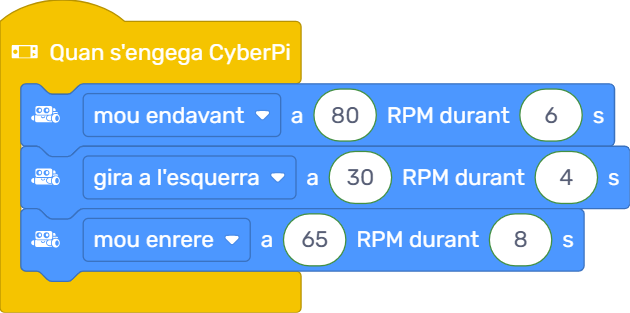 Quan s'engega CyberPi
mou endavant a 80 RPM durant 6 s
gira a l'esquerra a 30 RPM durant 4 s
mou enrere a 65 RPM durant 8 s